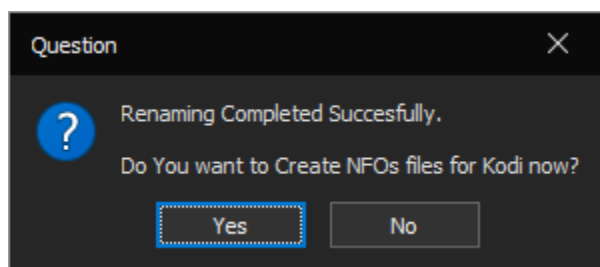 Question
Renaming Completed Succesfully.
Do You want to Create NFOs files for Kodi now?
Yes No